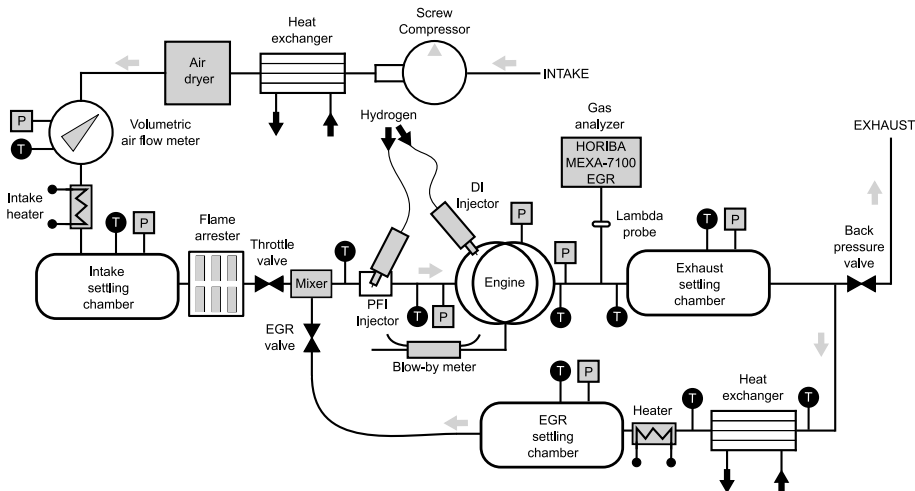 Heat
exchanger
Screw
Compressor
Air
dryer
INTAKE
P
T
Volumetric
air flow meter
Hydrogen
Gas
analyzer
HORIBA
MEXA-7100
EGR
EXHAUST
Intake
heater
T
P
Flame
arrester
Throttle
valve
DI
Injector
P
Lambda
probe
T
P
Back
pressure
valve
Intake
settling
chamber
Mixer
T
PFI
Injector
T
P
Engine
P
T
T
Exhaust
settling
chamber
EGR
valve
Blow-by meter
T
P
EGR
settling
chamber
Heater
T
Heat
exchanger
T